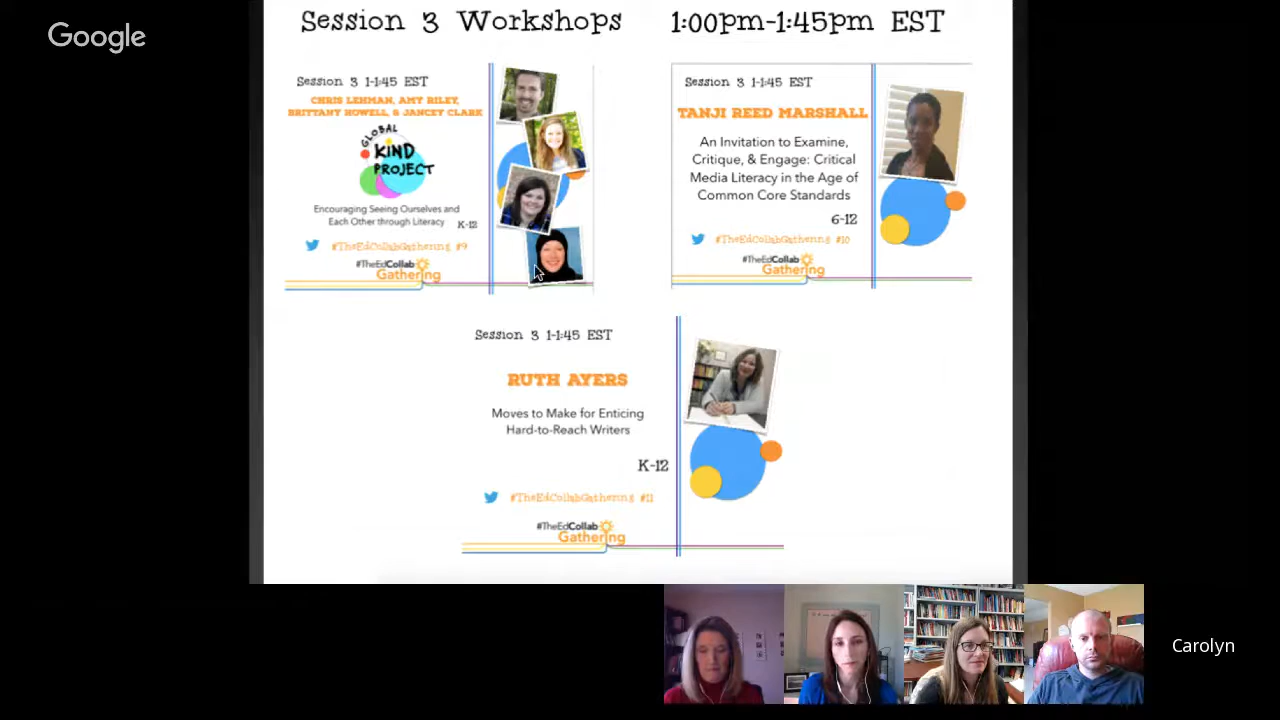 Google
Session 3 Workshops 1:00pm-1:45pm EST
Session 3 1-1:45 EST
CHRIS LEHMAN, AMY RILEY,
BRITTANY HOWELL, & JANCEY CLARK
GLOBAL
KIND
PROJECT
Encouraging Seeing Ourselves and
Each Other through Literacy
K-12
#TheEdCollabGathering #9
#TheEdCollab
Gathering
Session 3 1-1:45 EST
TANJI REED MARSHALL
An Invitation to Examine,
Critique, & Engage: Critical
Media Literacy in the Age of
Common Core Standards
6-12
#TheEdCollabGathering #10
#TheEdCollab
Gathering
Session 3 1-1:45 EST
RUTH AYERS
Moves to Make for Enticing
Hard-to-Reach Writers
K-12
#TheEdCollabGathering #11
#TheEdCollab
Gathering
Carolyn